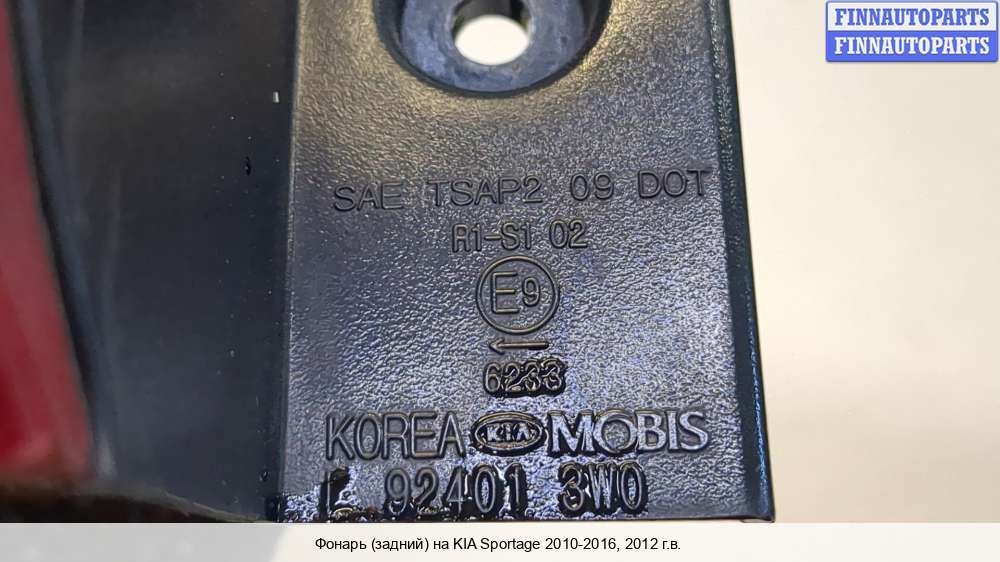 FINNAUTOPARTS
FINNAUTOPARTS
SAE TSAP2 09 DOT
R1-S1 02
E9
6233
KOREA KIA MOBIS
L 92401 3W0
Фонарь (задний) на KIA Sportage 2010-2016, 2012 г.в.